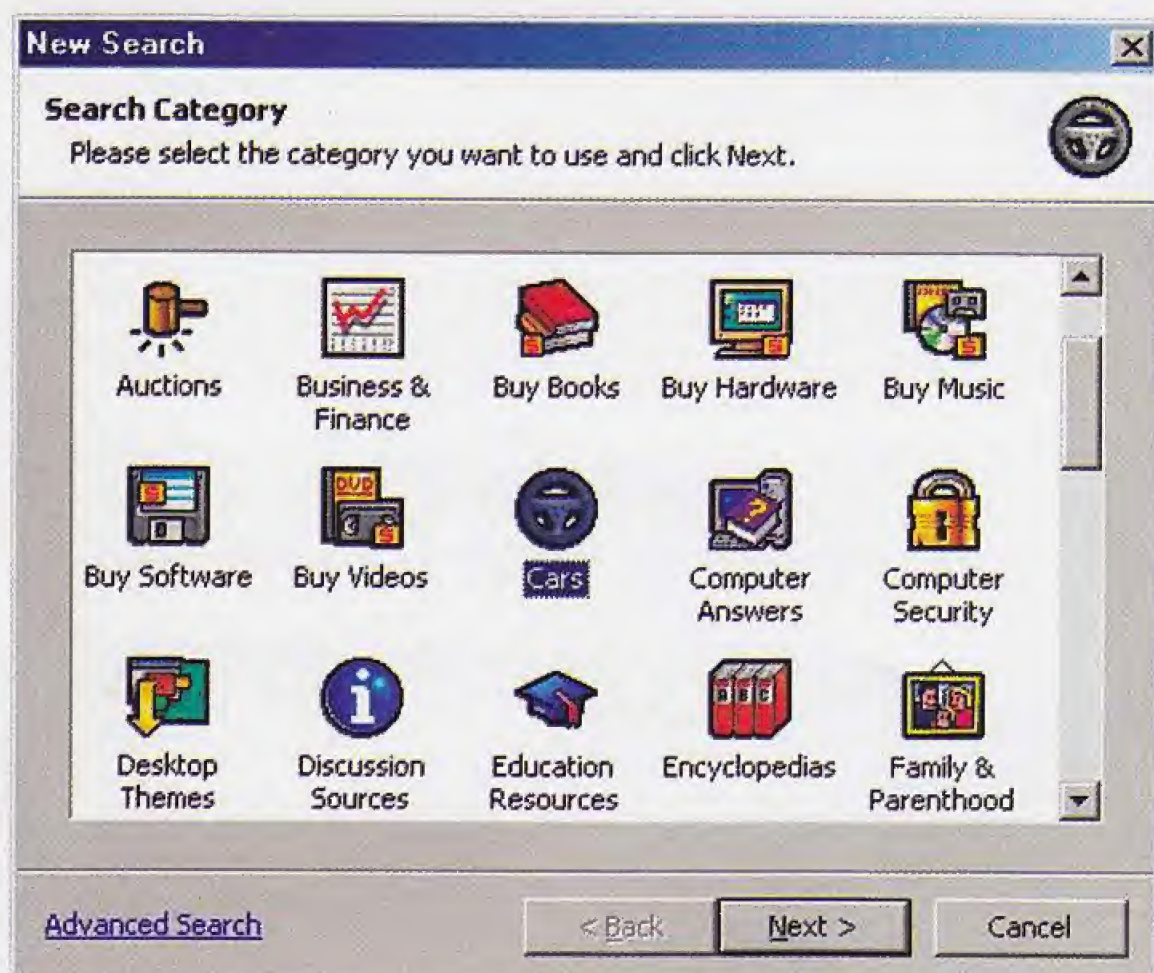 New Search
Search Category
Please select the category you want to use and click Next.
Auctions
Business &
Finance
Buy Books
Buy Hardware
Buy Music
Buy Software
DVD
Buy Videos
Cars
?
Computer
Answers
Computer
Security
Desktop
Themes
i
Discussion
Sources
Education
Resources
A B C
Encyclopedias
Family &
Parenthood
Advanced Search
< Back
Next >
Cancel